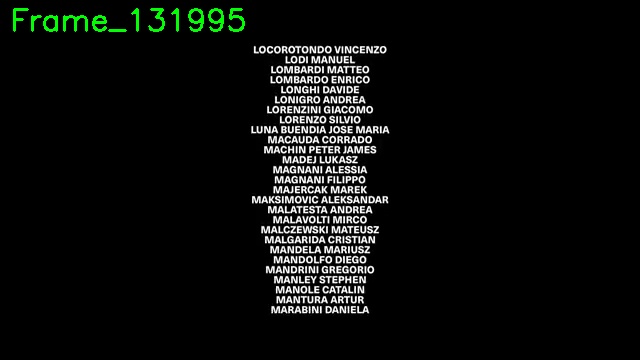 Frame_131995
LOCOROTONDO VINCENZO
LODI MANUEL
LOMBARDI MATTEO
LOMBARDO ENRICO
LONGHI DAVIDE
LONIGRO ANDREA
LORENZINI GIACOMO
LORENZO SILVIO
LUNA BUENDIA JOSE MARIA
MACAUDA CORRADO
MACHIN PETER JAMES
MADEJ LUKASZ
MAGNANI ALESSIA
MAGNANI FILIPPO
MAJERCAK MAREK
MAKSIMOVIC ALEKSANDAR
MALATESTA ANDREA
MALAVOLTI MIRCO
MALCZEWSKI MATEUSZ
MALGARIDA CRISTIAN
MANDELA MARIUSZ
MANDOLFO DIEGO
MANDRINI GREGORIO
MANLEY STEPHEN
MANOLE CATALIN
MANTURA ARTUR
MARABINI DANIELA